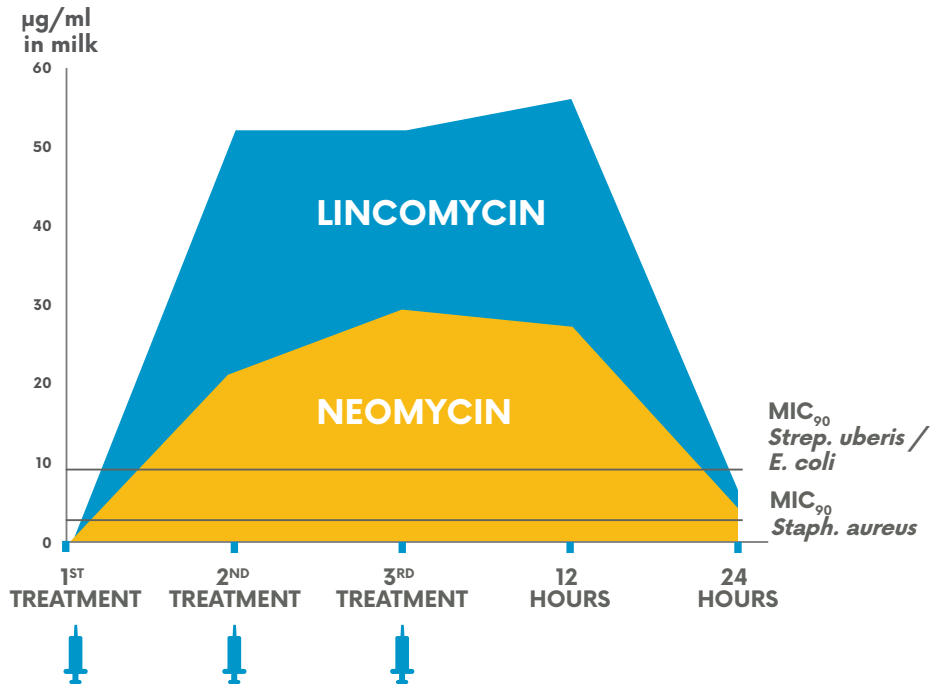 µg/ml
in milk
60
50
40
30
20
10
0
LINCOMYCIN
NEOMYCIN
MIC90
Strep. uberis /
E. coli
MIC90
Staph. aureus
1ST
TREATMENT
2ND
TREATMENT
3RD
TREATMENT
12
HOURS
24
HOURS